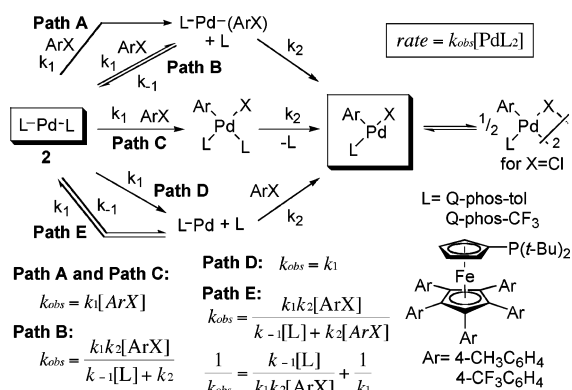 Path A
ArX
k1
L-Pd-(ArX)
+ L
k2
rate = kobs[PdL2]
ArX
k1
k-1
Path B
L-Pd-L
2
k1 ArX
Path C
Ar X
Pd
L L
k2
-L
Ar X
Pd
L
1/2
Ar X
Pd
L 2
for X=Cl
k1
Path D
ArX
k1
k-1
Path E
L-Pd + L
k2
L= Q-phos-tol
Q-phos-CF3
P(t-Bu)2
Fe
Ar Ar
Ar Ar
Ar
Ar= 4-CH3C6H4
4-CF3C6H4
Path A and Path C:
kobs = k1[ArX]
Path B:
kobs = k1k2[ArX] / k-1[L] + k2
Path D: kobs = k1
Path E:
kobs = k1k2[ArX] / k-1[L] + k2[ArX]
1/kobs = k-1[L] / k1k2[ArX] + 1/k1